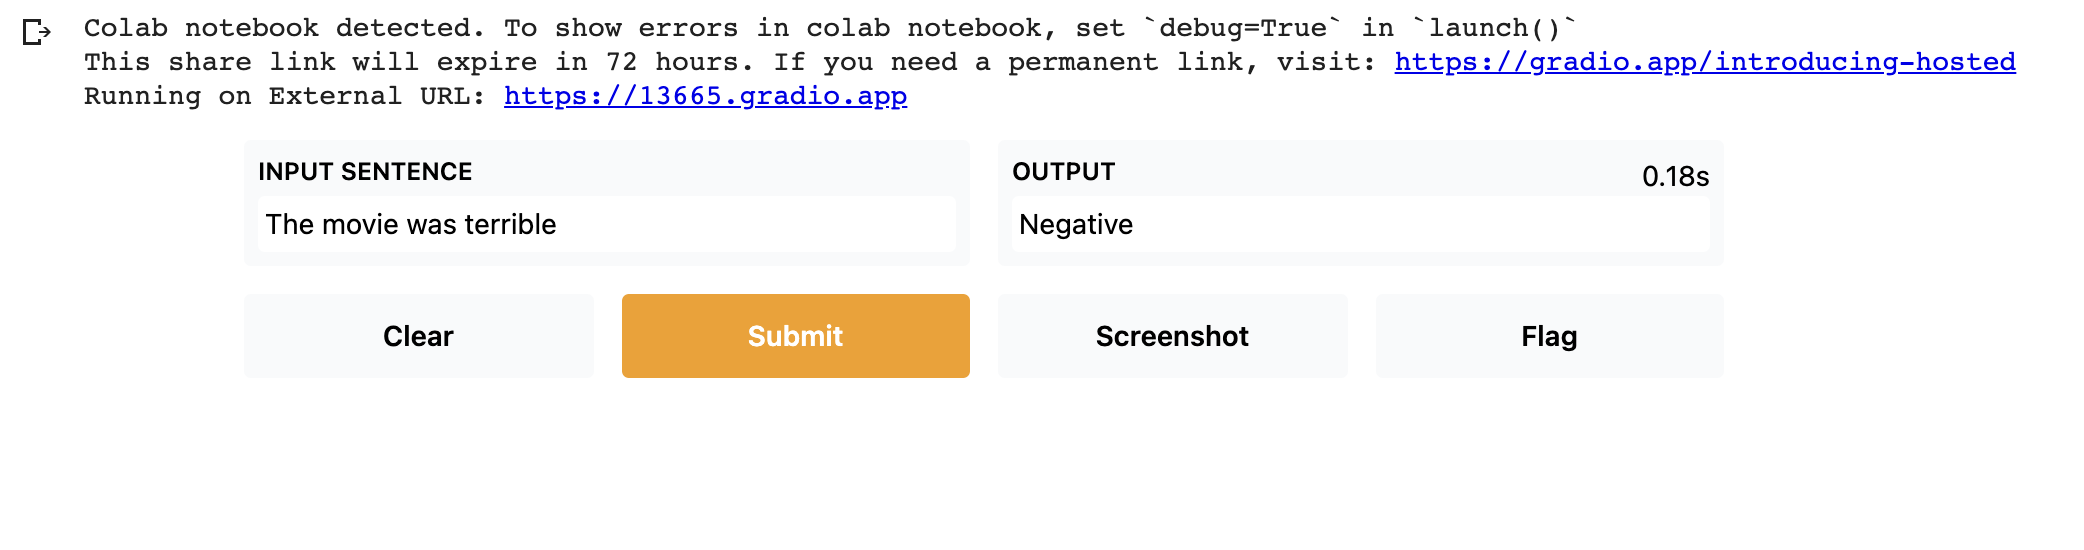 Colab notebook detected. To show errors in colab notebook, set `debug=True` in `launch()`
This share link will expire in 72 hours. If you need a permanent link, visit: https://gradio.app/introducing-hosted
Running on External URL: https://13665.gradio.app
INPUT SENTENCE
The movie was terrible
OUTPUT 0.18s
Negative
Clear Submit Screenshot Flag